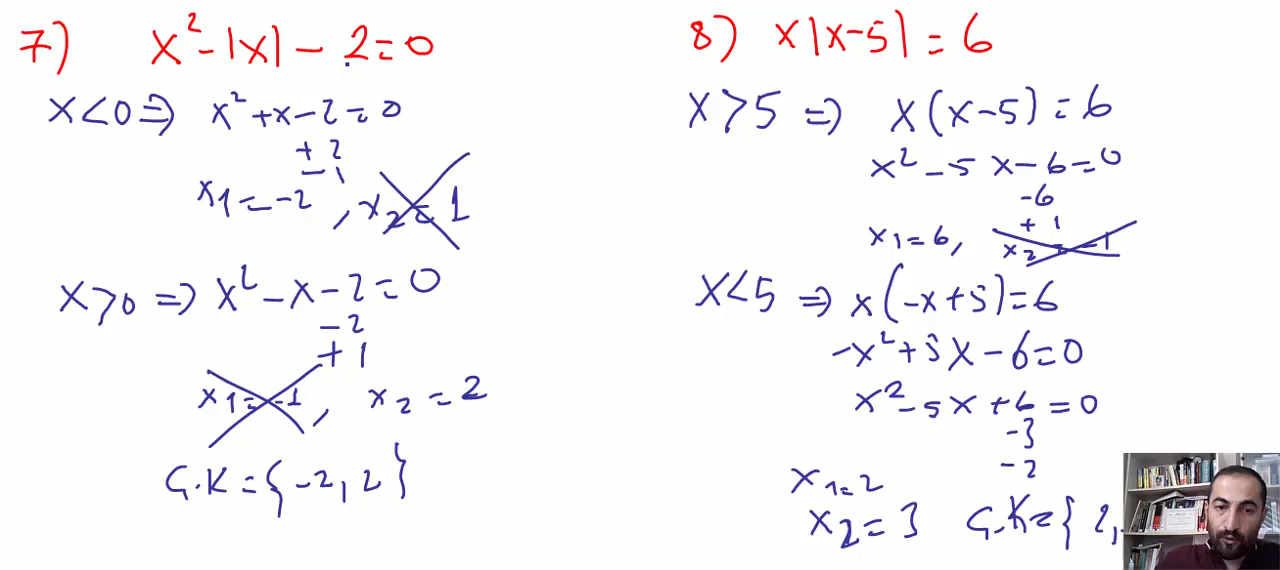 7) x²-|x|-2=0
x<0⇒ x²+x-2=0
+2
-1
x1=-2, x2=1
x>0⇒ x²-x-2=0
-2
+1
x1=-1, x2=2
Ç.K={-2,2}
8) x|x-5|=6
x>5⇒ x(x-5)=6
x²-5x-6=0
-6
+1
x1=6, x2=-1
x<5⇒ x(-x+5)=6
-x²+5x-6=0
x²-5x+6=0
-3
-2
x1=2
x2=3 Ç.K={2,